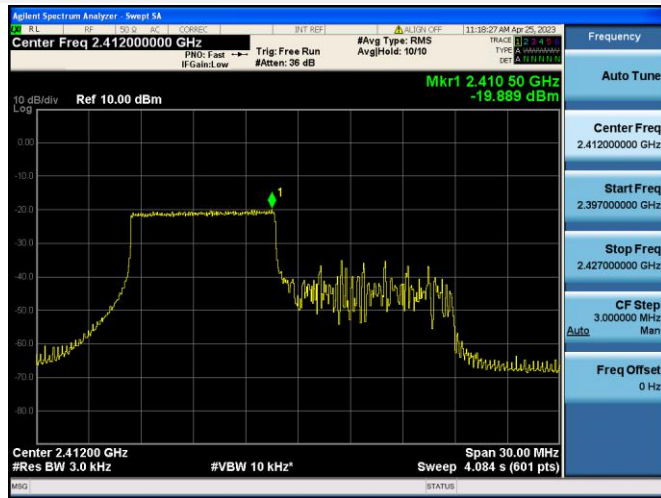 Agilent Spectrum Analyzer - Swept SA
RL RF 50 Ω AC CORREC INT REF ALIGN OFF 11:18:27 AM Apr 25, 2023
Center Freq 2.412000000 GHz
PNO: Fast
IFGain:Low
Trig: Free Run
#Atten: 36 dB
#Avg Type: RMS
Avg|Hold: 10/10
TRACE 1 2 3 4 5 6
TYPE A
DET A N N N N N
Mkr1 2.410 50 GHz
-19.889 dBm
10 dB/div Ref 10.00 dBm
Log
0.00
-10.0
1
-20.0
-30.0
-40.0
-50.0
-60.0
-70.0
-80.0
Center 2.41200 GHz
Span 30.00 MHz
#Res BW 3.0 kHz
#VBW 10 kHz*
Sweep 4.084 s (601 pts)
MSG
STATUS
Frequency
Auto Tune
Center Freq
2.412000000 GHz
Start Freq
2.397000000 GHz
Stop Freq
2.427000000 GHz
CF Step
3.000000 MHz
Auto Man
Freq Offset
0 Hz